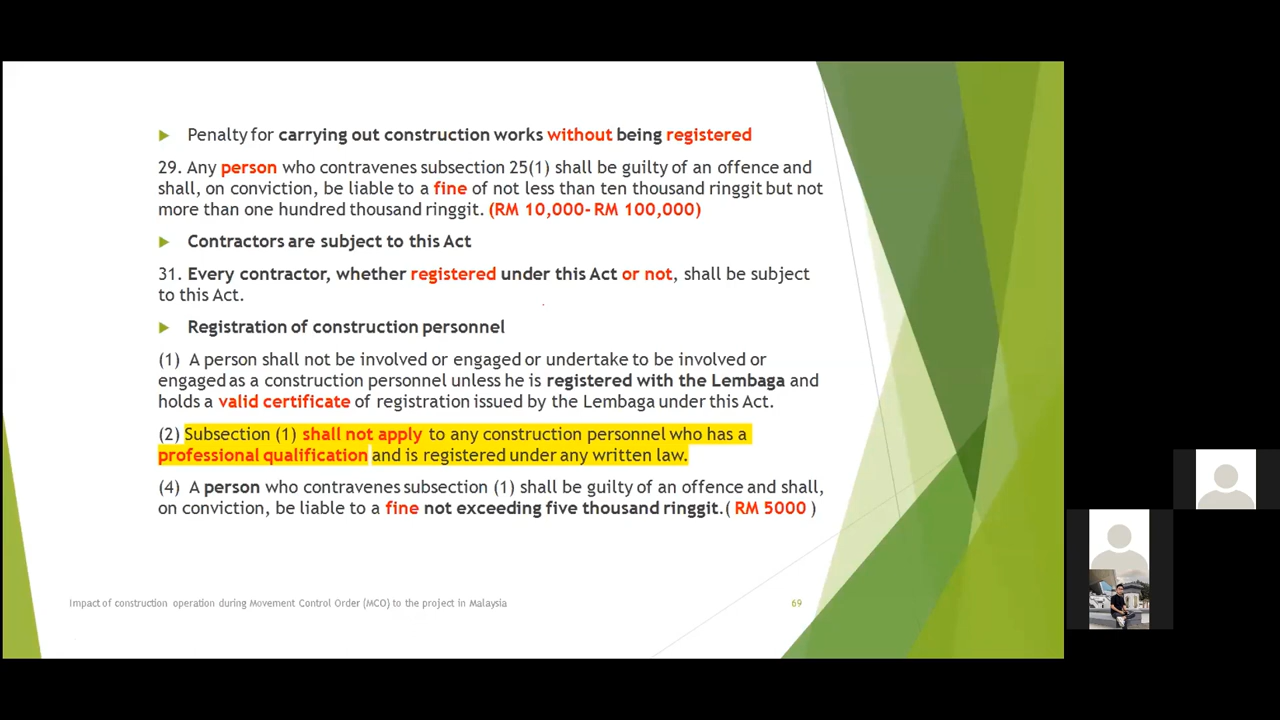 Penalty for carrying out construction works without being registered
29. Any person who contravenes subsection 25(1) shall be guilty of an offence and
shall, on conviction, be liable to a fine of not less than ten thousand ringgit but not
more than one hundred thousand ringgit. (RM 10,000- RM 100,000)
Contractors are subject to this Act
31. Every contractor, whether registered under this Act or not, shall be subject
to this Act.
Registration of construction personnel
(1) A person shall not be involved or engaged or undertake to be involved or
engaged as a construction personnel unless he is registered with the Lembaga and
holds a valid certificate of registration issued by the Lembaga under this Act.
(2) Subsection (1) shall not apply to any construction personnel who has a
professional qualification and is registered under any written law.
(4) A person who contravenes subsection (1) shall be guilty of an offence and shall,
on conviction, be liable to a fine not exceeding five thousand ringgit.( RM 5000 )
Impact of construction operation during Movement Control Order (MCO) to the project in Malaysia
69